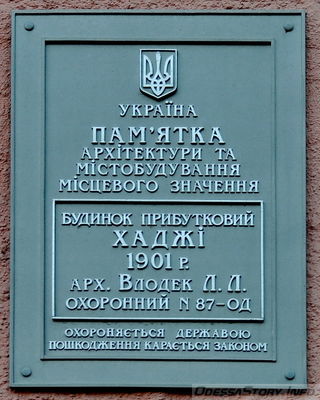 УКРАЇНА
ПАМ'ЯТКА
АРХІТЕКТУРИ ТА
МІСТОБУДУВАННЯ
МІСЦЕВОГО ЗНАЧЕННЯ
БУДИНОК ПРИБУТКОВИЙ
ХАДЖІ
1901 Р.
АРХ. ВЛОДЕК Л. Л.
ОХОРОННИЙ N 87-ОД
ОХОРОНЯЄТЬСЯ ДЕРЖАВОЮ
ПОШКОДЖЕННЯ КАРАЄТЬСЯ ЗАКОНОМ
OdessaStory.Info